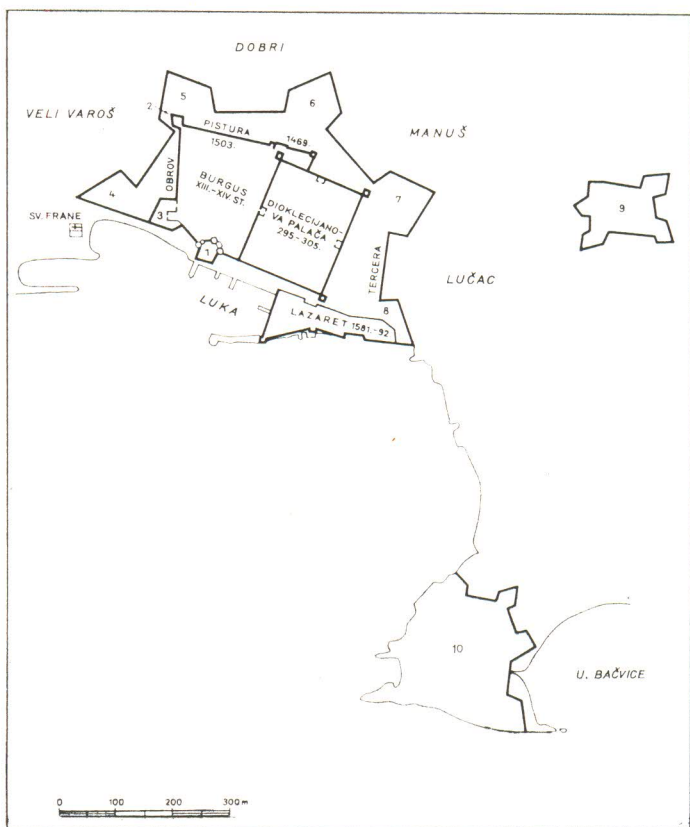 DOBRI
5
6
2
VELI VAROŠ
PISTURA
1503.
1469.
MANUŠ
OBROV
BURGUS
XIII.–XIV ST.
4
7
DIOKLECIJANO-
VA PALAČA
295–305.
9
SV. FRANE
3
1
TERCERA
LUČAC
LUKA
8
LAZARET 1581.–92
10
U. BAČVICE
0 100 200 300 m